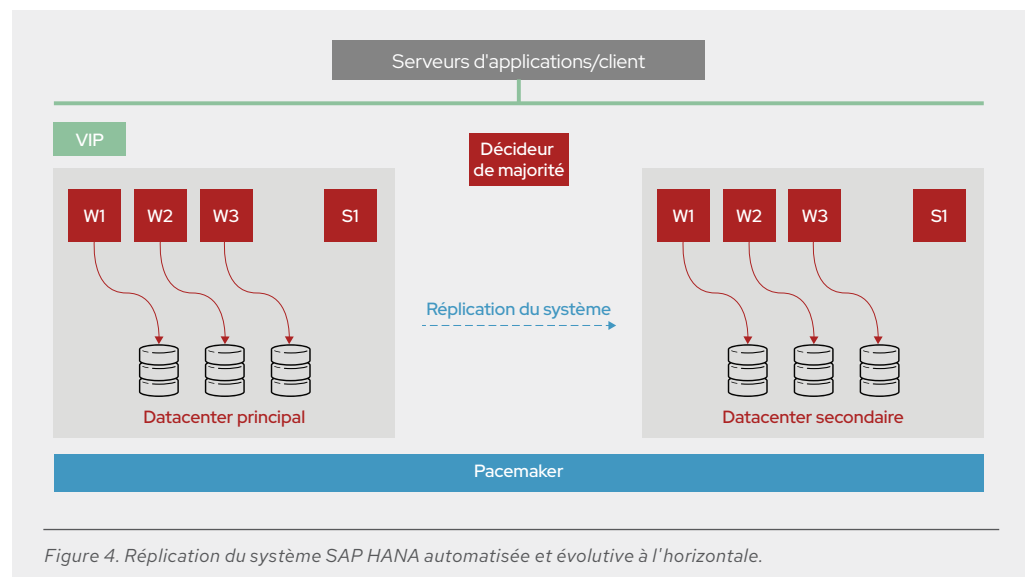 Serveurs d'applications/client
VIP
Décideur
de majorité
W1 W2 W3 S1
W1 W2 W3 S1
Réplication du système
Datacenter principal
Datacenter secondaire
Pacemaker
Figure 4. Réplication du système SAP HANA automatisée et évolutive à l'horizontale.